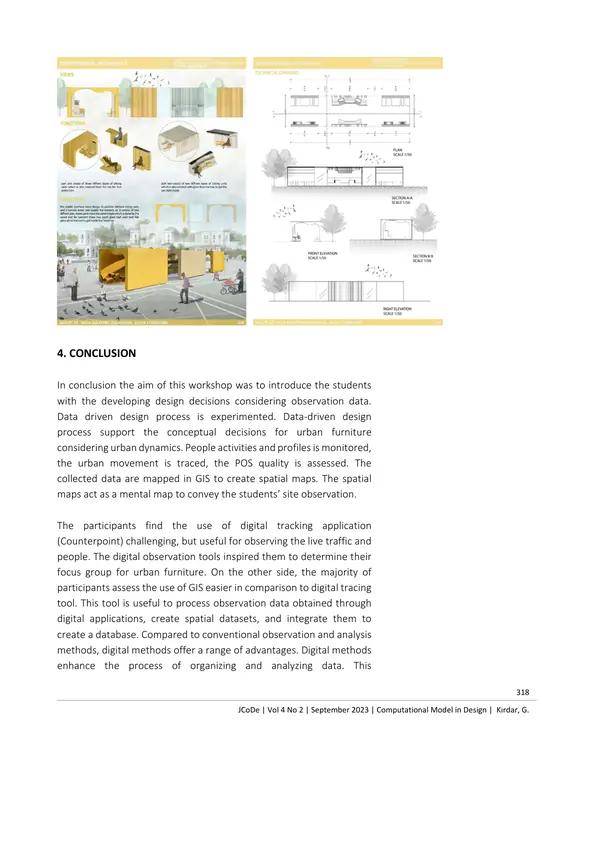 VIEWS
FUNCTIONS
TECHNICAL DRAWING
PLAN
SCALE 1/50
SECTION A-A
SCALE 1/50
FRONT ELEVATION
SCALE 1/50
SECTION B-B
SCALE 1/50
RIGHT ELEVATION
SCALE 1/50
4. CONCLUSION
In conclusion the aim of this workshop was to introduce the students
with the developing design decisions considering observation data.
Data driven design process is experimented. Data-driven design
process support the conceptual decisions for urban furniture
considering urban dynamics. People activities and profiles is monitored,
the urban movement is traced, the POS quality is assessed. The
collected data are mapped in GIS to create spatial maps. The spatial
maps act as a mental map to convey the students’ site observation.
The participants find the use of digital tracking application
(Counterpoint) challenging, but useful for observing the live traffic and
people. The digital observation tools inspired them to determine their
focus group for urban furniture. On the other side, the majority of
participants assess the use of GIS easier in comparison to digital tracing
tool. This tool is useful to process observation data obtained through
digital applications, create spatial datasets, and integrate them to
create a database. Compared to conventional observation and analysis
methods, digital methods offer a range of advantages. Digital methods
enhance the process of organizing and analyzing data. This
318
JCoDe | Vol 4 No 2 | September 2023 | Computational Model in Design | Kırdar, G.